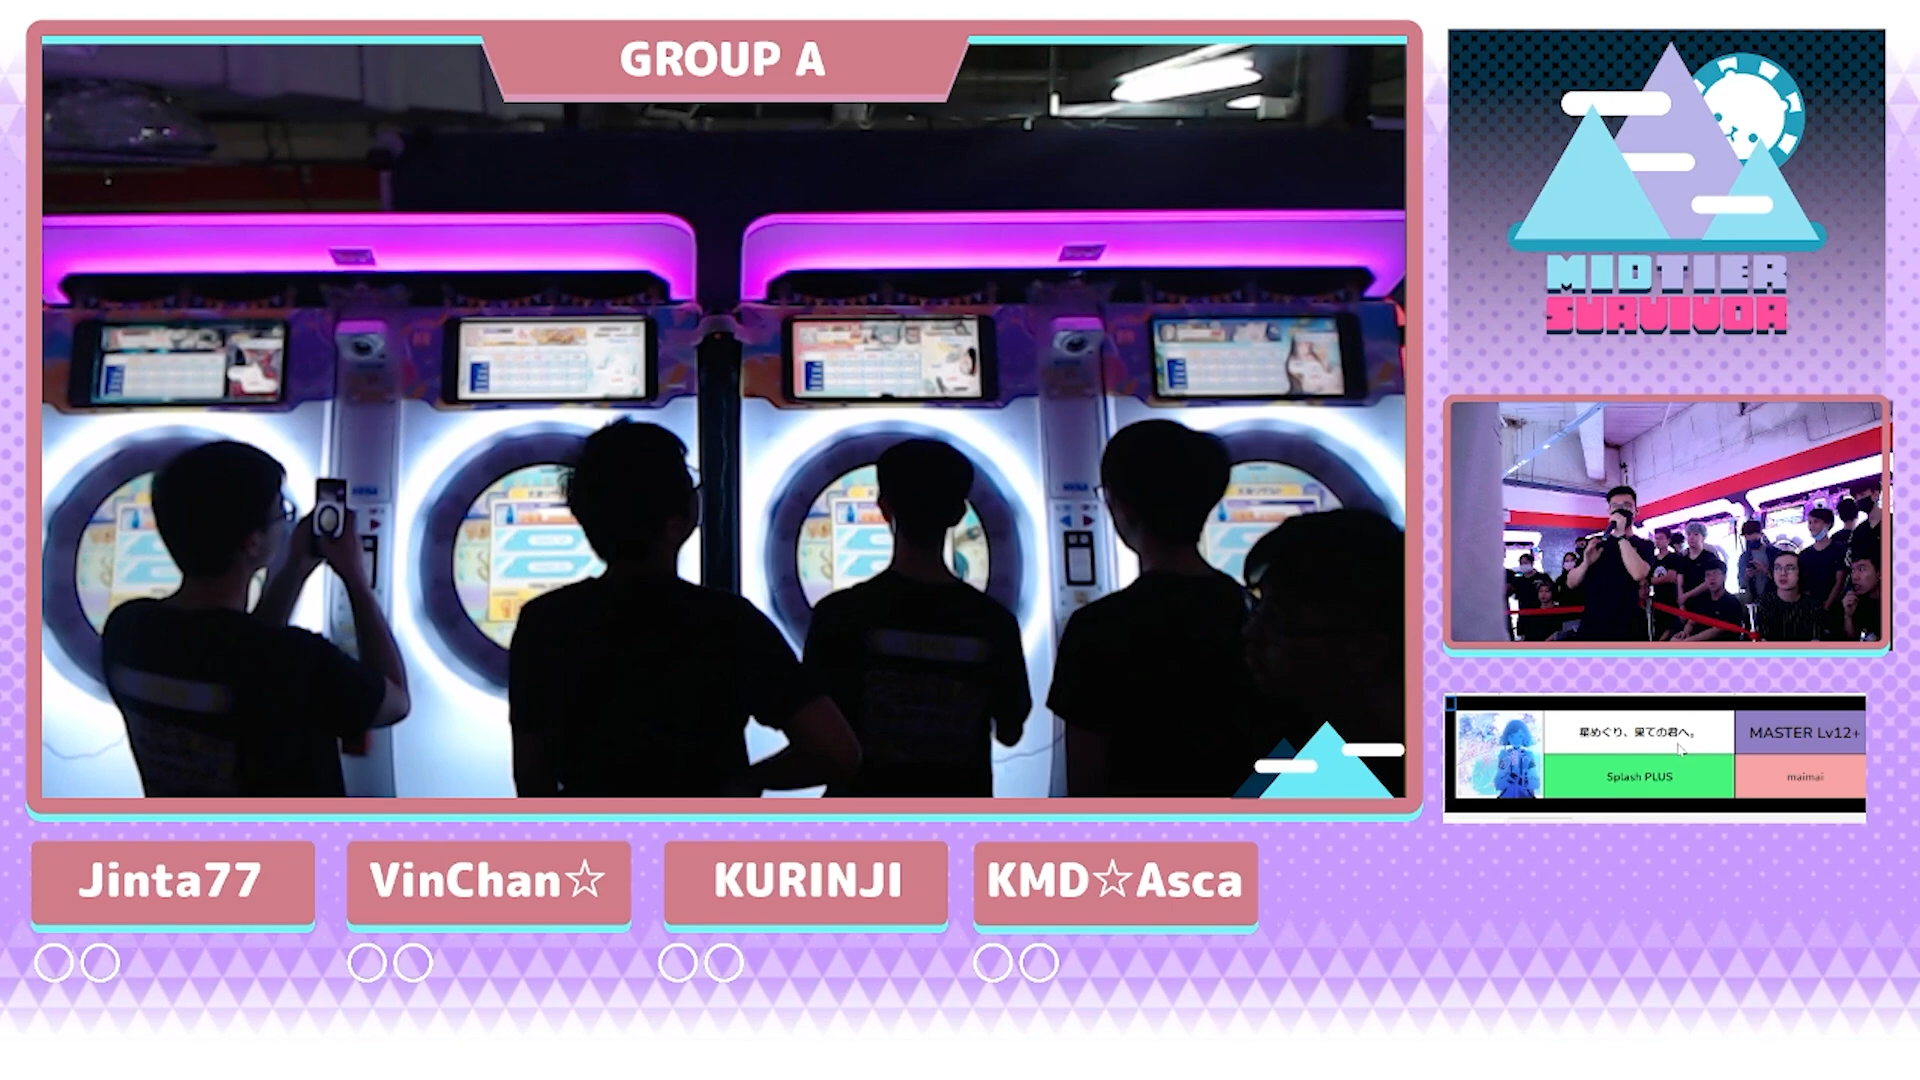 GROUP A
MIDTIER
SURVIVOR
星めぐり、果ての君へ。
MASTER Lv12+
Splash PLUS
maimai
Jinta77
VinChan☆
KURINJI
KMD☆Asca